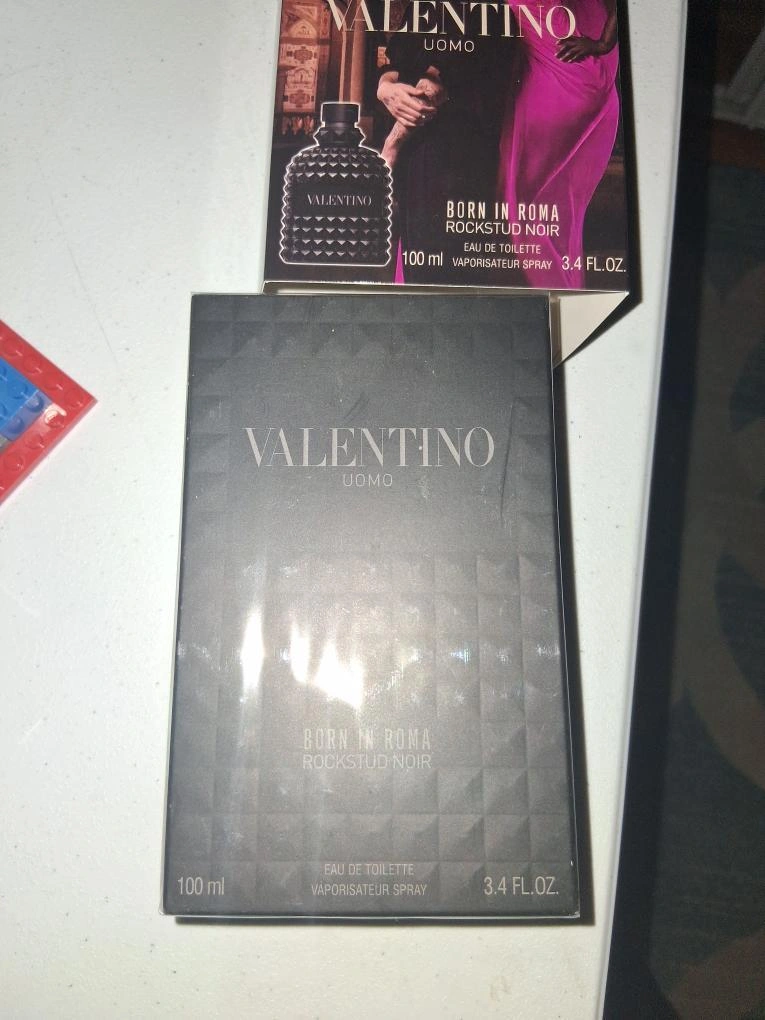 VALENTINO
UOMO
VALENTINO
BORN IN ROMA
ROCKSTUD NOIR
EAU DE TOILETTE
100 ml VAPORISATEUR SPRAY 3.4 FL.OZ.
VALENTINO
UOMO
BORN IN ROMA
ROCKSTUD NOIR
EAU DE TOILETTE
100 ml VAPORISATEUR SPRAY 3.4 FL.OZ.